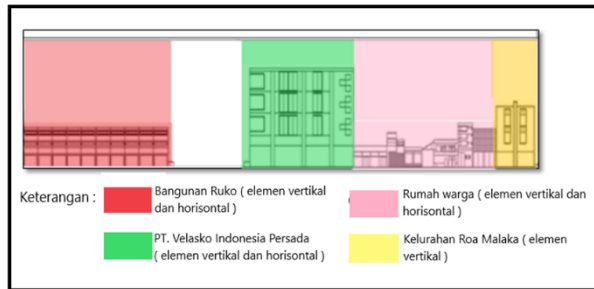 Keterangan :
Bangunan Ruko ( elemen vertikal
dan horisontal )
Rumah warga ( elemen vertikal dan
horisontal )
PT. Velasko Indonesia Persada
( elemen vertikal dan horisontal )
Kelurahan Roa Malaka ( elemen
vertikal )